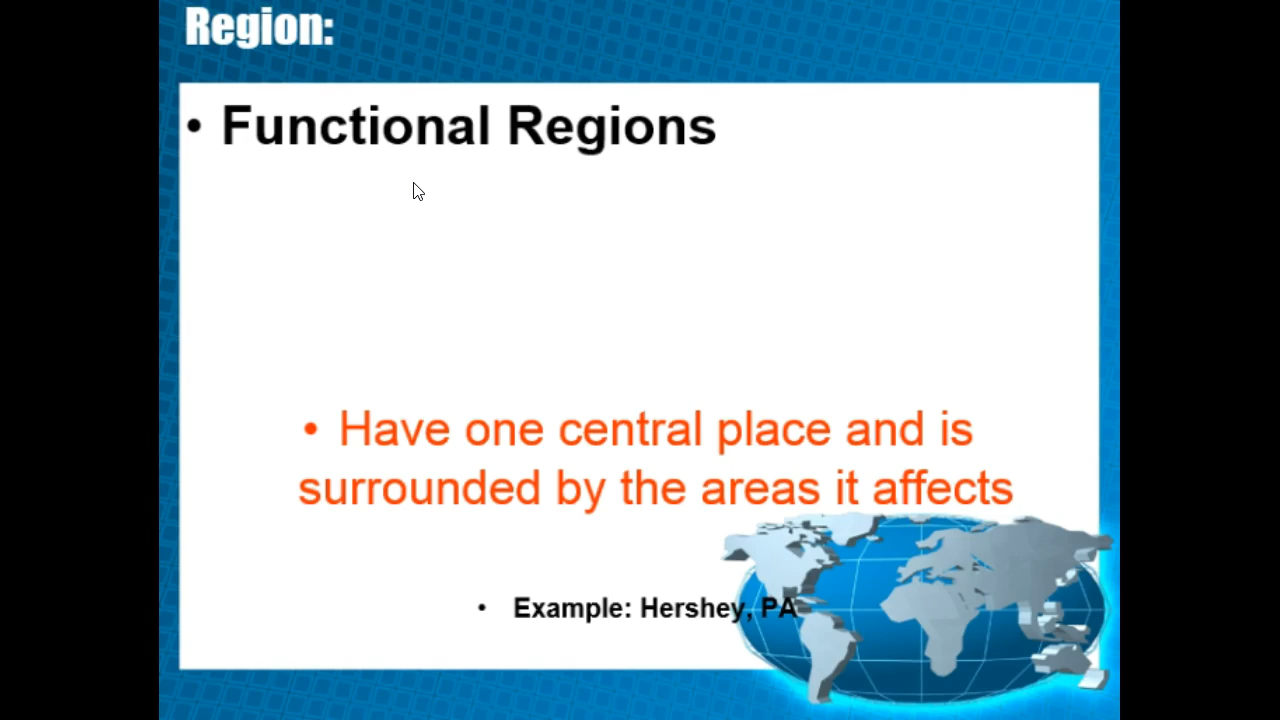 Region:
• Functional Regions
• Have one central place and is
surrounded by the areas it affects
• Example: Hershey, PA